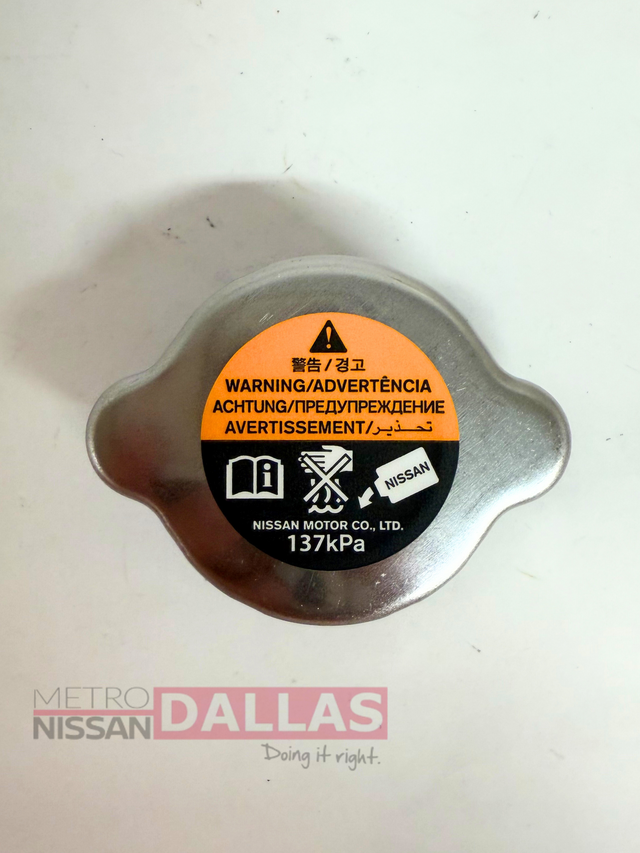 警告/경고
WARNING/ADVERTÊNCIA
ACHTUNG/ПРЕДУПРЕЖДЕНИЕ
AVERTISSEMENT/تحذير
i
NISSAN
NISSAN MOTOR CO., LTD.
137kPa
METRO
NISSAN DALLAS
Doing it right.